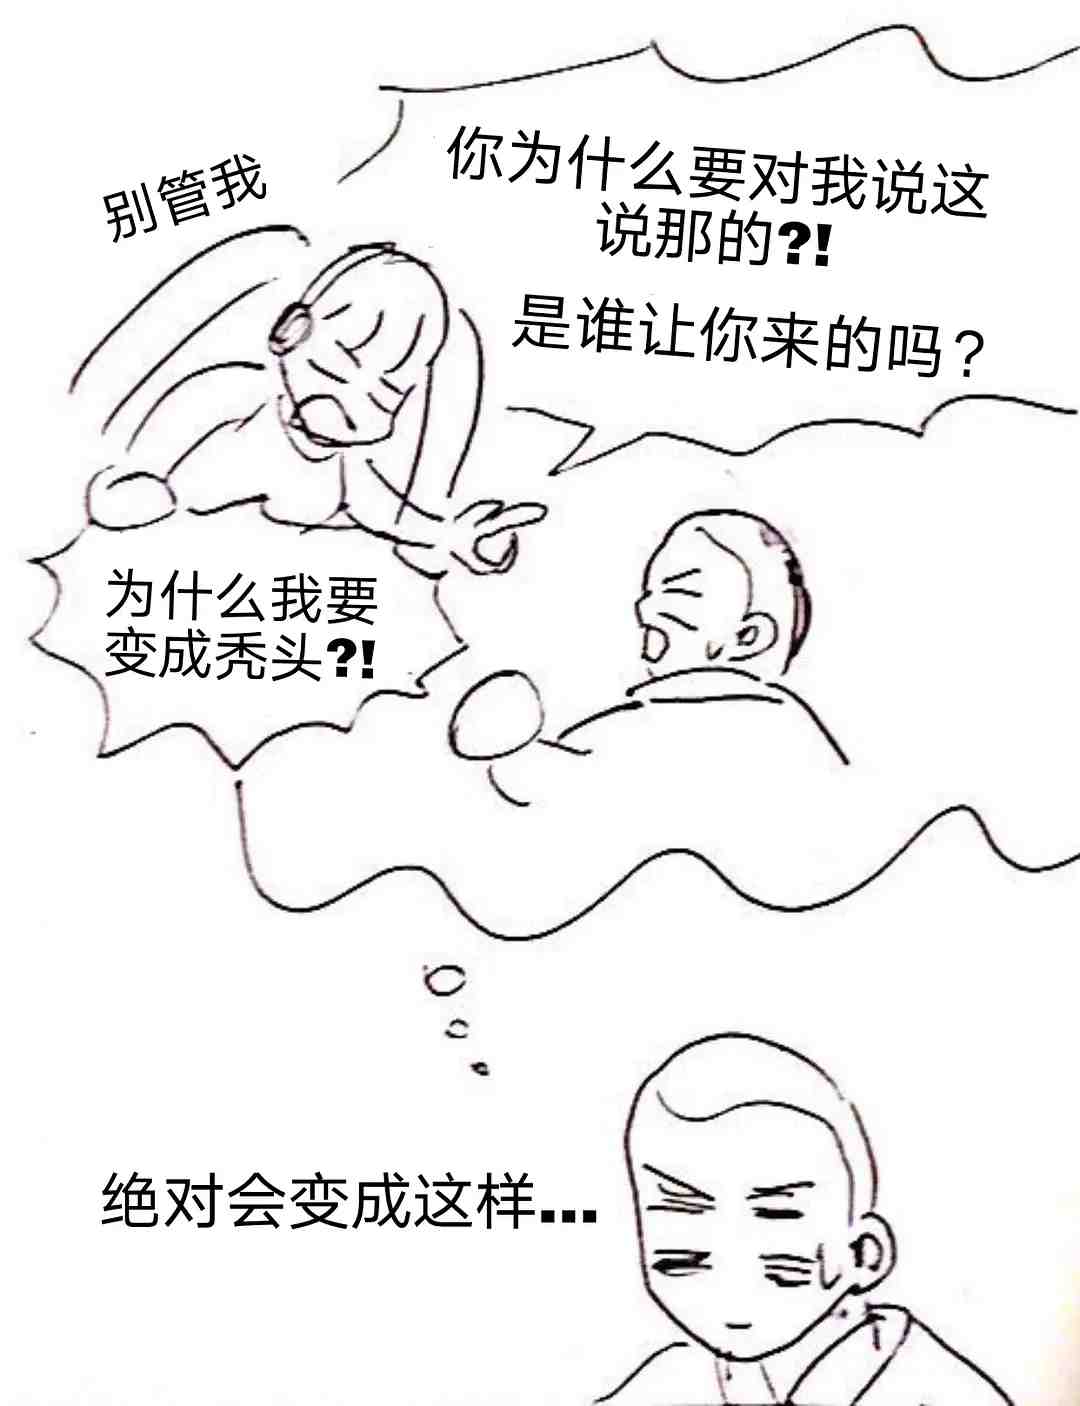 你为什么要对我说这
说那的?!
是谁让你来的吗？
别管我
为什么我要
变成秃头?!
绝对会变成这样...